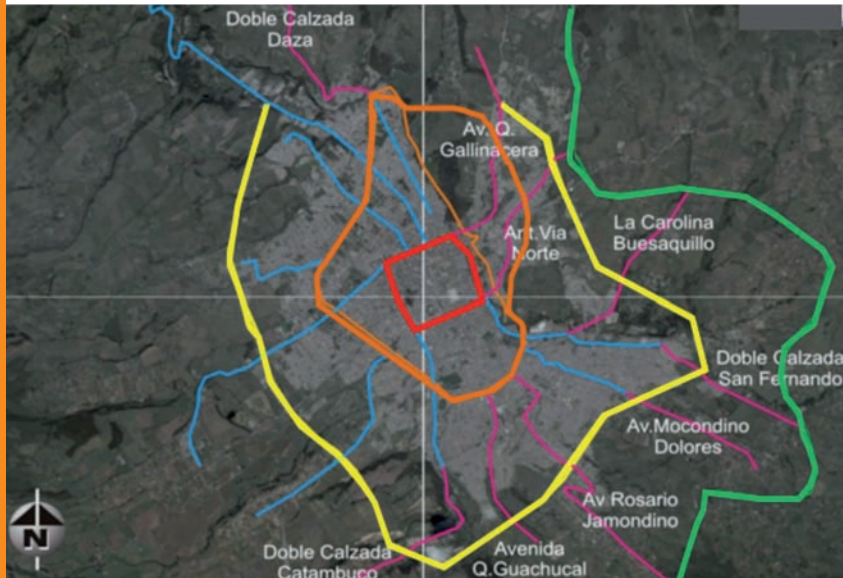 Doble Calzada
Daza
Av. Q.
Gallinacera
La Carolina
Buesaquillo
Ant.Via
Norte
Doble Calzada
San Fernando
Av.Mocondino
Dolores
Av Rosario
Jamondino
Avenida
Q.Guachucal
Doble Calzada
Catambuco
N